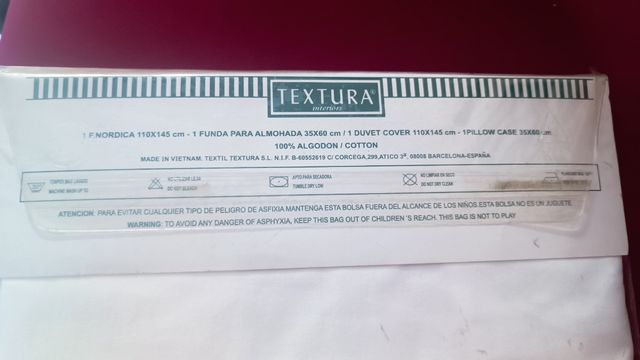 TEXTURA®
interiors
1 F.NORDICA 110X145 cm - 1 FUNDA PARA ALMOHADA 35X60 cm / 1 DUVET COVER 110X145 cm - 1PILLOW CASE 35X60 cm
100% ALGODON / COTTON
MADE IN VIETNAM. TEXTIL TEXTURA S.L. N.I.F. B-60552619 C/ CORCEGA,299,ATICO 3ª, 08008 BARCELONA-ESPAÑA
MACHINE WASH UP TO
NO UTILIZAR LEJIA
DO NOT BLEACH
APTO PARA SECADORA
TUMBLE DRY LOW
NO LIMPIAR EN SECO
DO NOT DRY CLEAN
ATENCION: PARA EVITAR CUALQUIER TIPO DE PELIGRO DE ASFIXIA MANTENGA ESTA BOLSA FUERA DEL ALCANCE DE LOS NIÑOS.ESTA BOLSA NO ES UN JUGUETE
WARNING: TO AVOID ANY DANGER OF ASPHYXIA, KEEP THIS BAG OUT OF CHILDREN 'S REACH. THIS BAG IS NOT TO PLAY